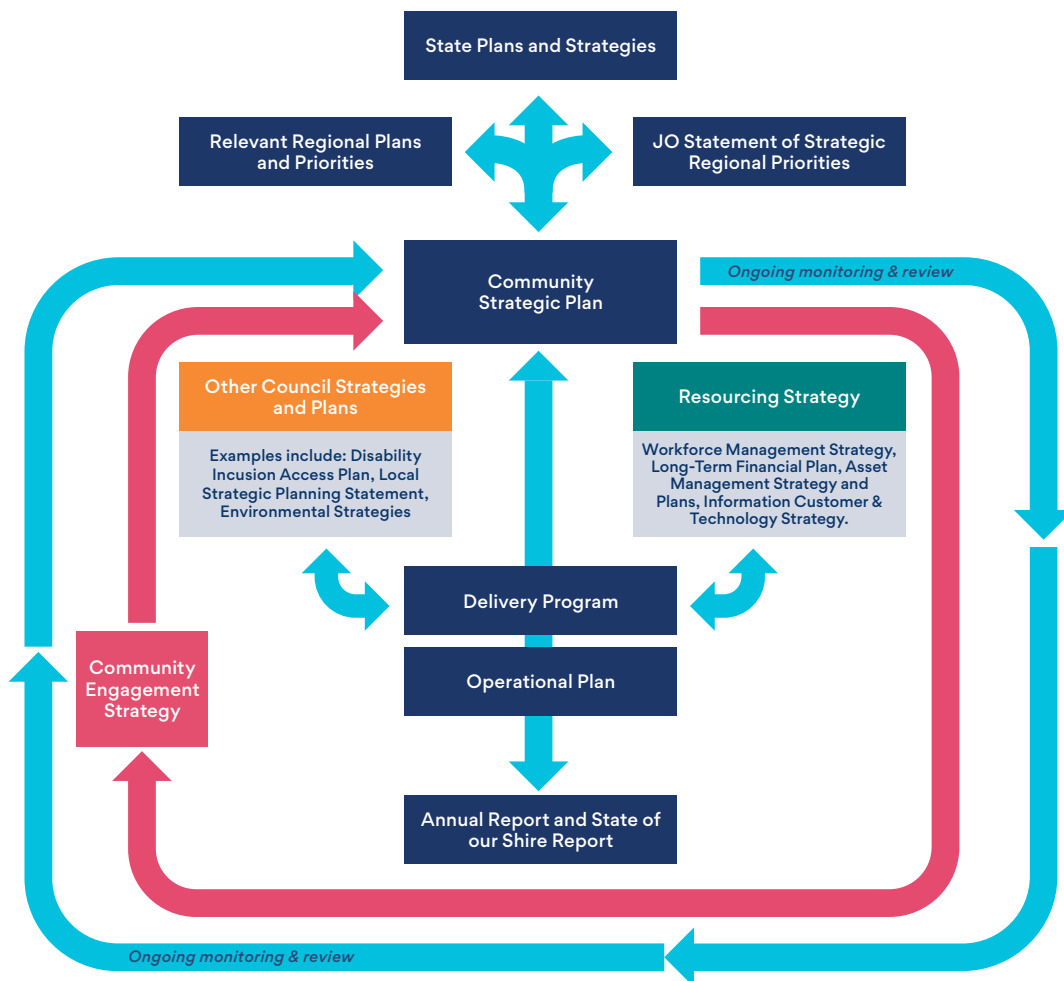 State Plans and Strategies
Relevant Regional Plans
and Priorities
JO Statement of Strategic
Regional Priorities
Community
Strategic Plan
Ongoing monitoring & review
Other Council Strategies
and Plans
Examples include: Disability
Incusion Access Plan, Local
Strategic Planning Statement,
Environmental Strategies
Resourcing Strategy
Workforce Management Strategy,
Long-Term Financial Plan, Asset
Management Strategy and
Plans, Information Customer &
Technology Strategy.
Delivery Program
Community
Engagement
Strategy
Operational Plan
Annual Report and State of
our Shire Report
Ongoing monitoring & review